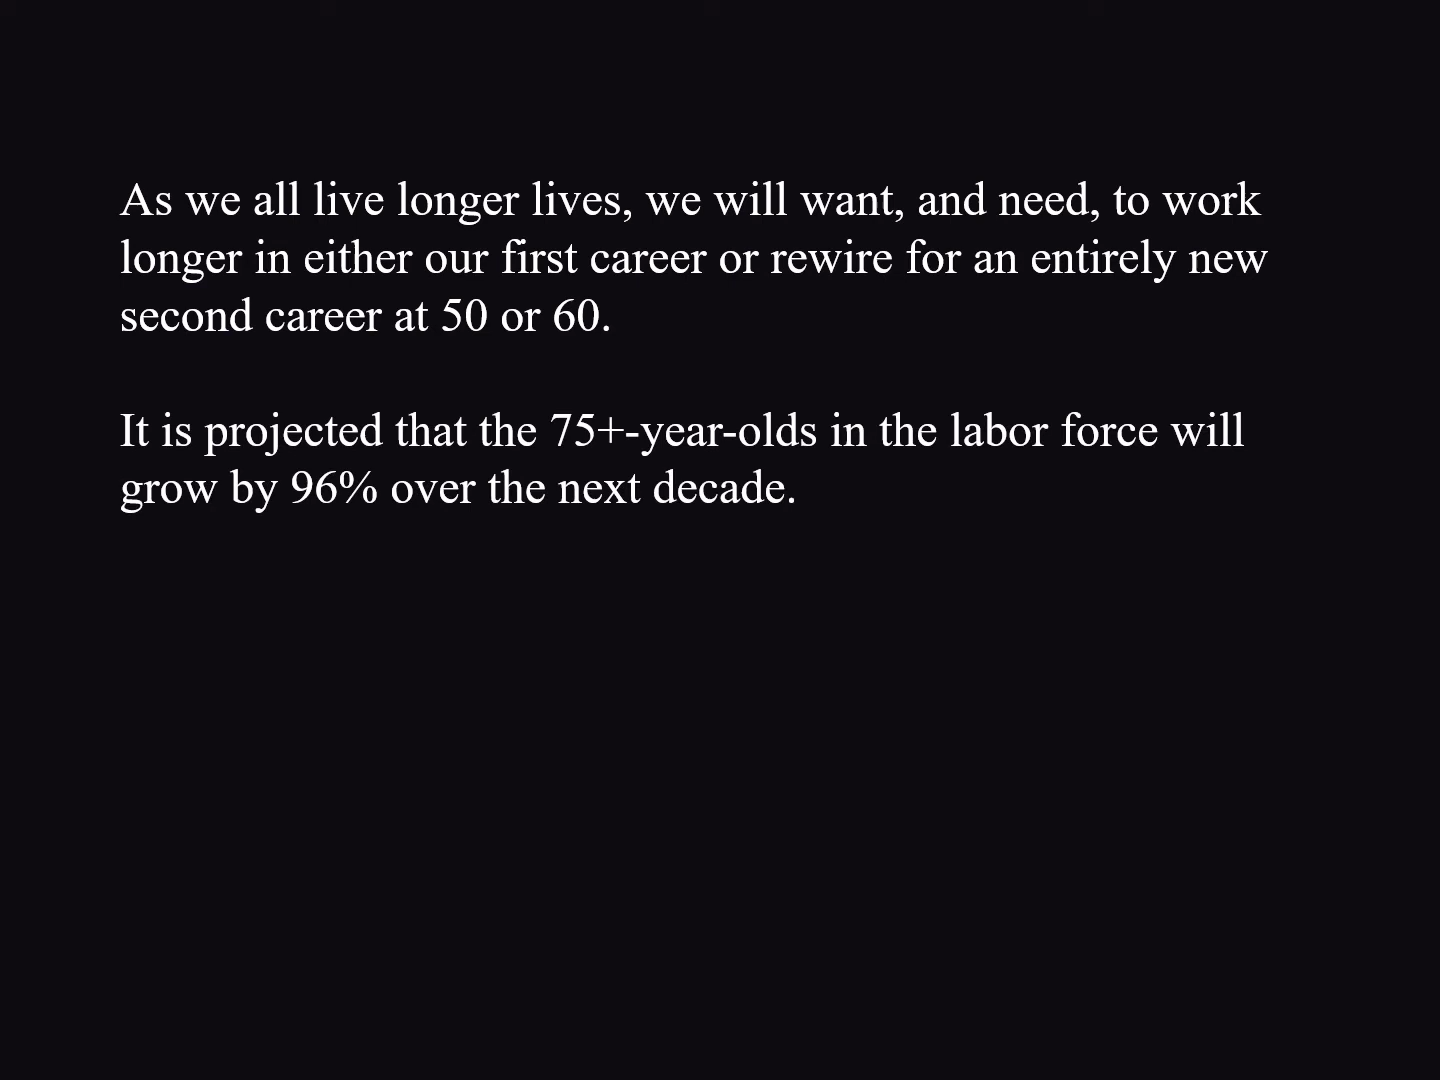 As we all live longer lives, we will want, and need, to work
longer in either our first career or rewire for an entirely new
second career at 50 or 60.
It is projected that the 75+-year-olds in the labor force will
grow by 96% over the next decade.